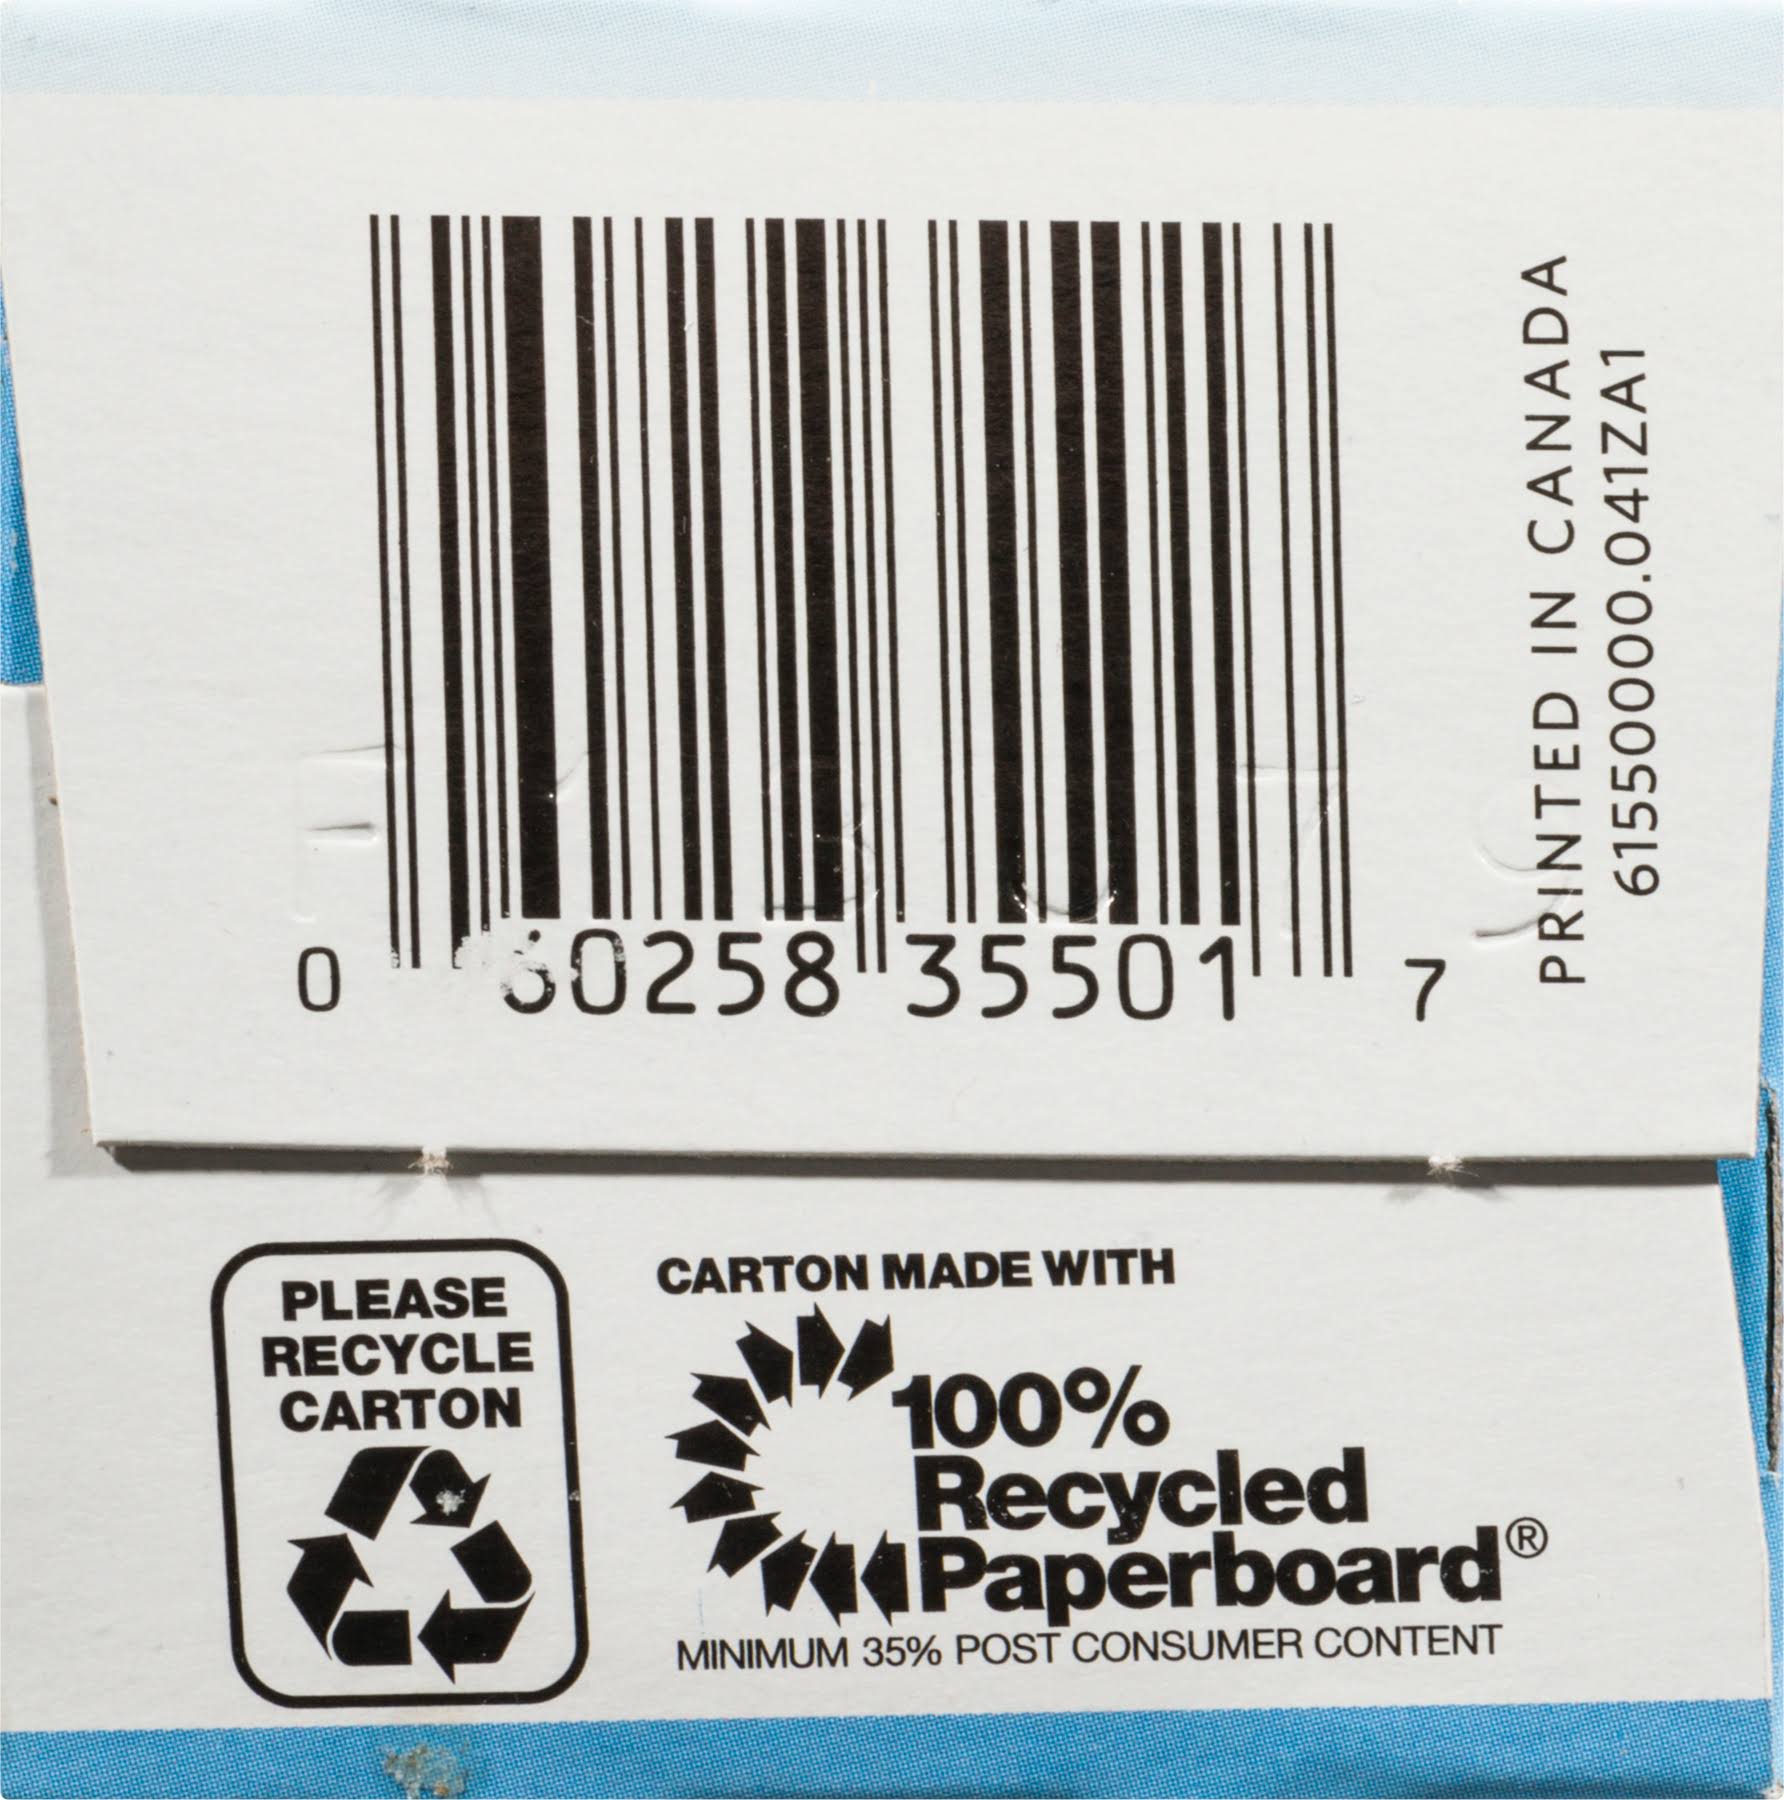 0 60258 35501 7
PRINTED IN CANADA
61550000.041ZA1
PLEASE
RECYCLE
CARTON
CARTON MADE WITH
100%
Recycled
Paperboard®
MINIMUM 35% POST CONSUMER CONTENT